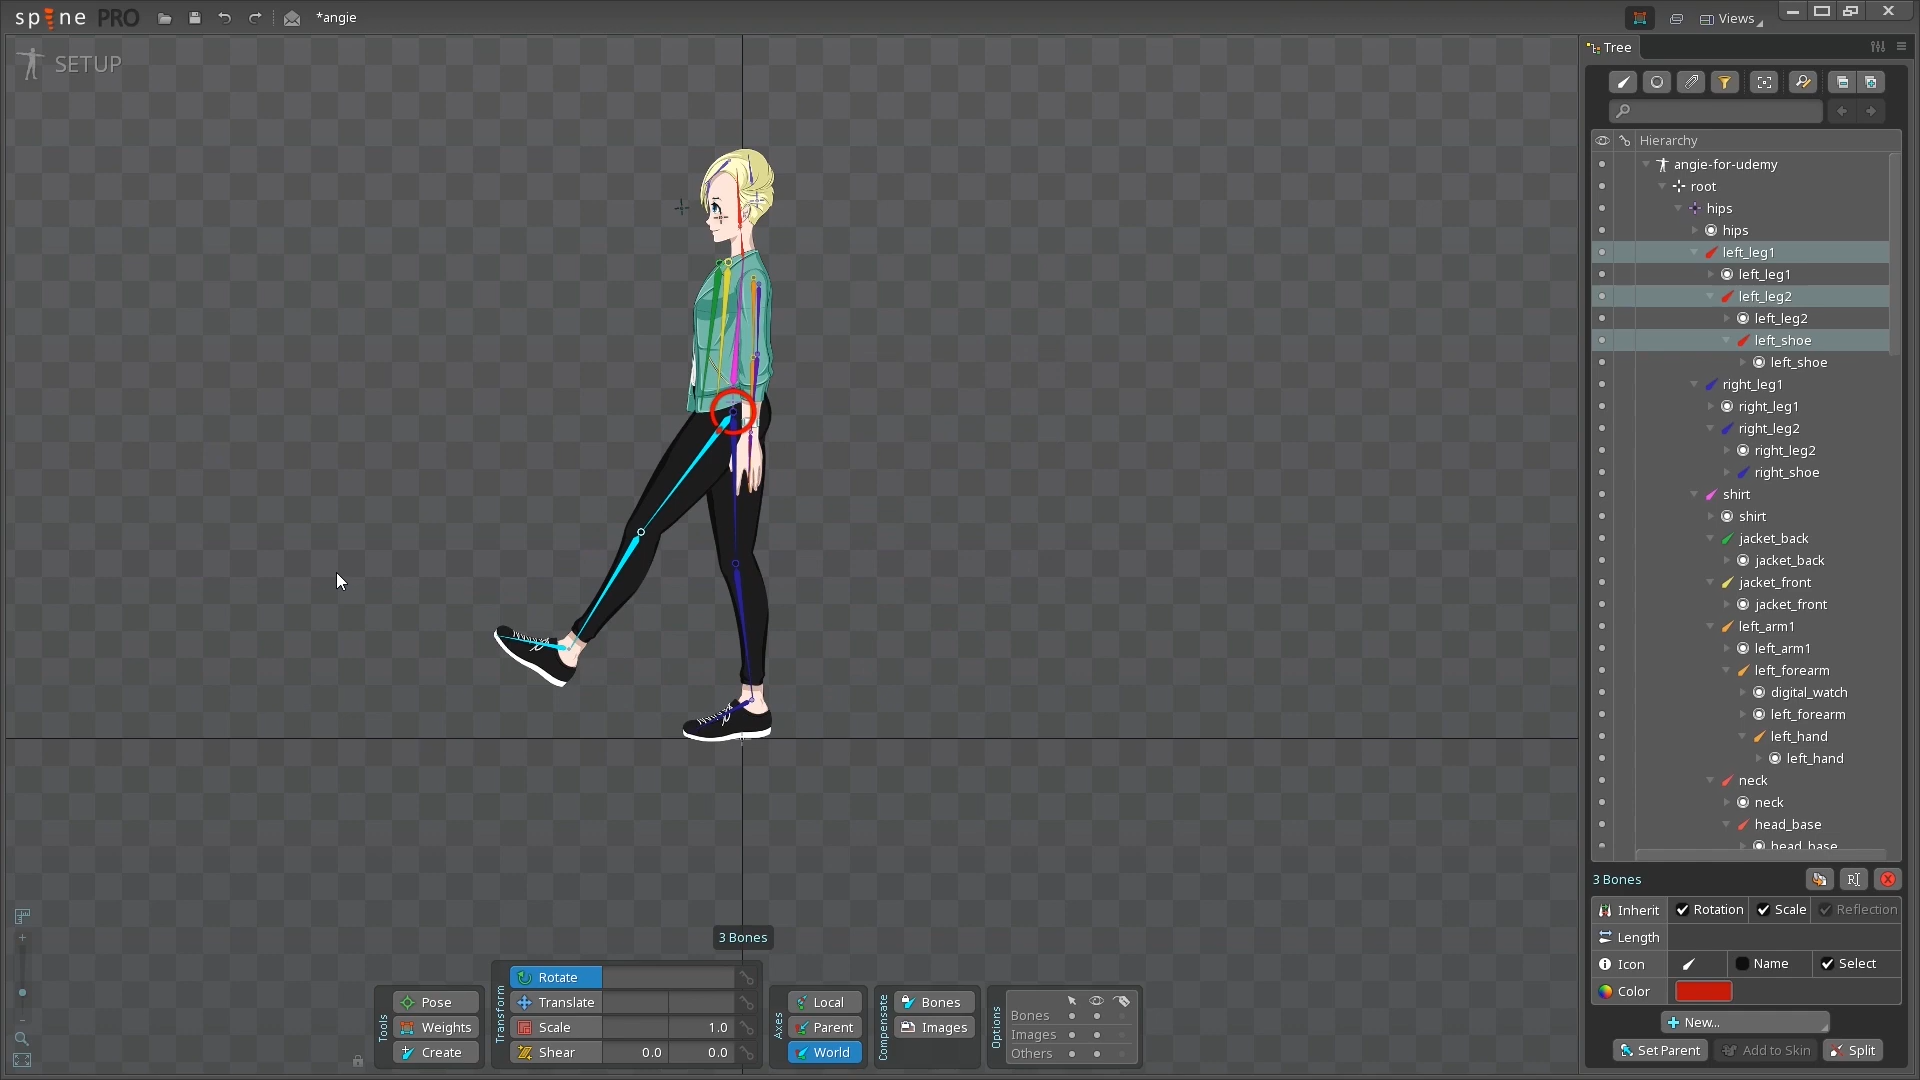 spine PRO
*angie
Views
SETUP
Tree
Hierarchy
angie-for-udemy
root
hips
hips
left_leg1
left_leg1
left_leg2
left_leg2
left_shoe
left_shoe
right_leg1
right_leg1
right_leg2
right_leg2
right_shoe
shirt
shirt
jacket_back
jacket_back
jacket_front
jacket_front
left_arm1
left_arm1
left_forearm
digital_watch
left_forearm
left_hand
left_hand
neck
neck
head_base
head_base
3 Bones
Inherit Rotation Scale Reflection
Length
Icon Name Select
Color
New...
Set Parent Add to Skin Split
3 Bones
Tools
Pose
Weights
Create
Transform
Rotate
Translate
Scale 1.0
Shear 0.0 0.0
Axes
Local
Parent
World
Compensate
Bones
Images
Options
Bones
Images
Others